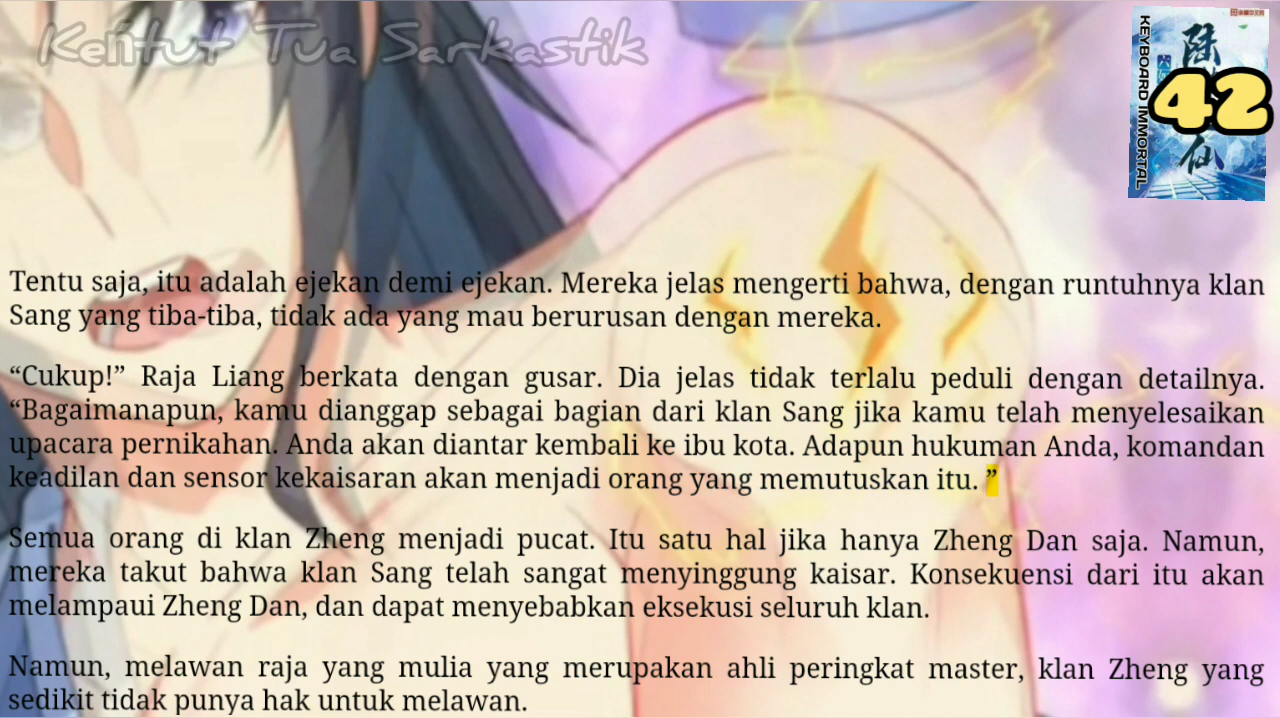 Kentut Tua Sarkastik
KEYBOARD IMMORTAL
42
仙
Tentu saja, itu adalah ejekan demi ejekan. Mereka jelas mengerti bahwa, dengan runtuhnya klan
Sang yang tiba-tiba, tidak ada yang mau berurusan dengan mereka.
“Cukup!” Raja Liang berkata dengan gusar. Dia jelas tidak terlalu peduli dengan detailnya.
“Bagaimanapun, kamu dianggap sebagai bagian dari klan Sang jika kamu telah menyelesaikan
upacara pernikahan. Anda akan diantar kembali ke ibu kota. Adapun hukuman Anda, komandan
keadilan dan sensor kekaisaran akan menjadi orang yang memutuskan itu. ”
Semua orang di klan Zheng menjadi pucat. Itu satu hal jika hanya Zheng Dan saja. Namun,
mereka takut bahwa klan Sang telah sangat menyinggung kaisar. Konsekuensi dari itu akan
melampaui Zheng Dan, dan dapat menyebabkan eksekusi seluruh klan.
Namun, melawan raja yang mulia yang merupakan ahli peringkat master, klan Zheng yang
sedikit tidak punya hak untuk melawan.